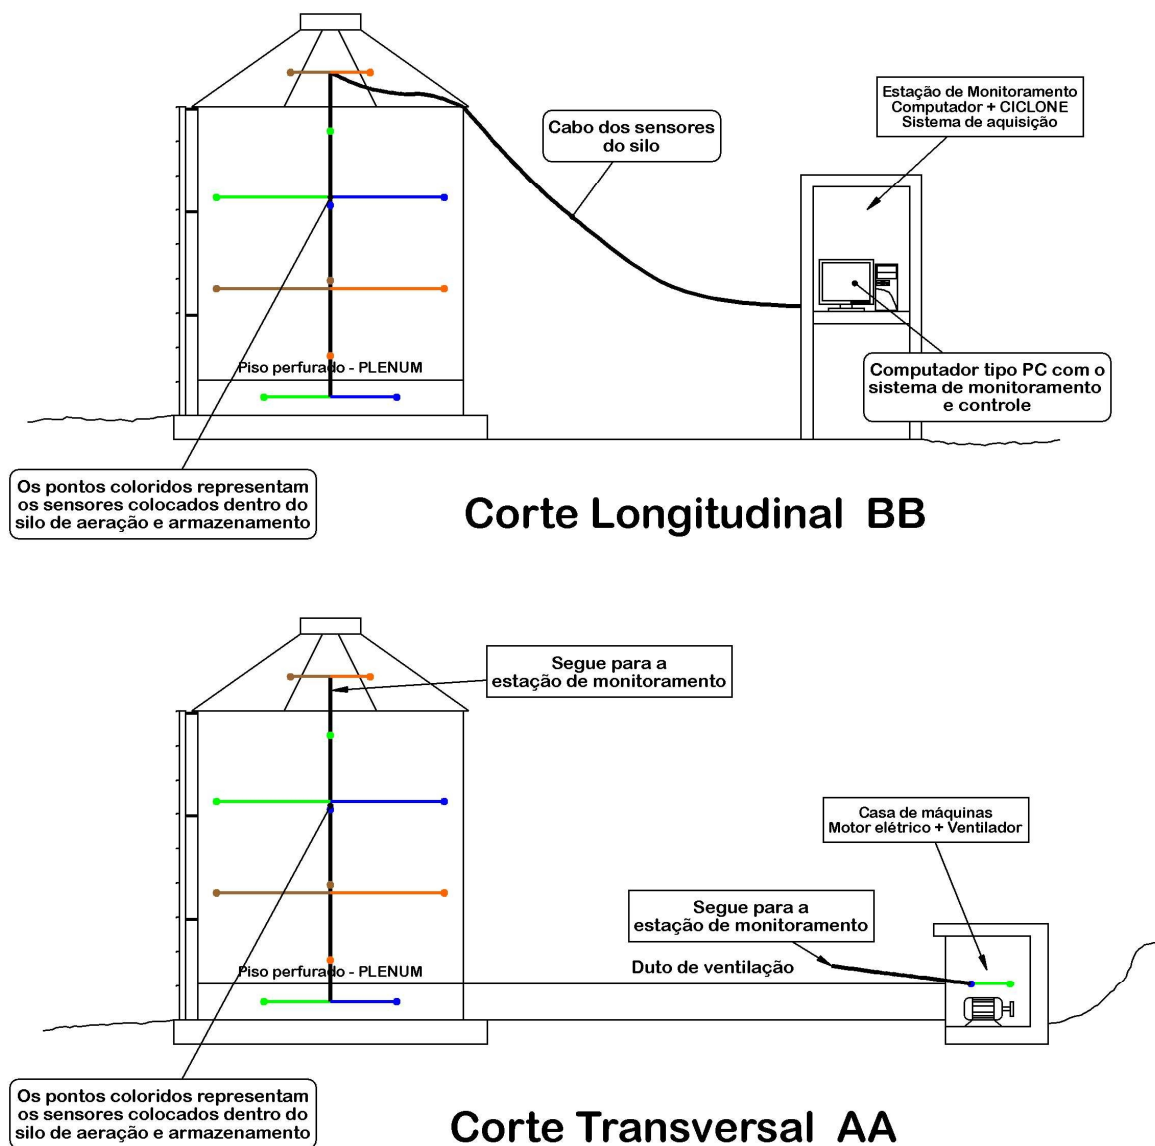 Estação de Monitoramento
Computador + CICLONE
Sistema de aquisição
Cabo dos sensores
do silo
Piso perfurado - PLENUM
Computador tipo PC com o
sistema de monitoramento
e controle
Os pontos coloridos representam
os sensores colocados dentro do
silo de aeração e armazenamento
Corte Longitudinal BB
Segue para a
estação de monitoramento
Casa de máquinas
Motor elétrico + Ventilador
Segue para a
estação de monitoramento
Duto de ventilação
Piso perfurado - PLENUM
Os pontos coloridos representam
os sensores colocados dentro do
silo de aeração e armazenamento
Corte Transversal AA